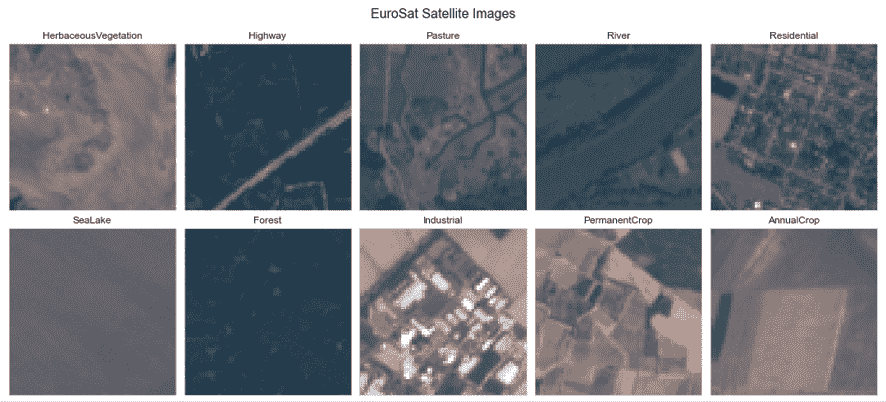 EuroSat Satellite Images
HerbaceousVegetation Highway Pasture River Residential
SeaLake Forest Industrial PermanentCrop AnnualCrop